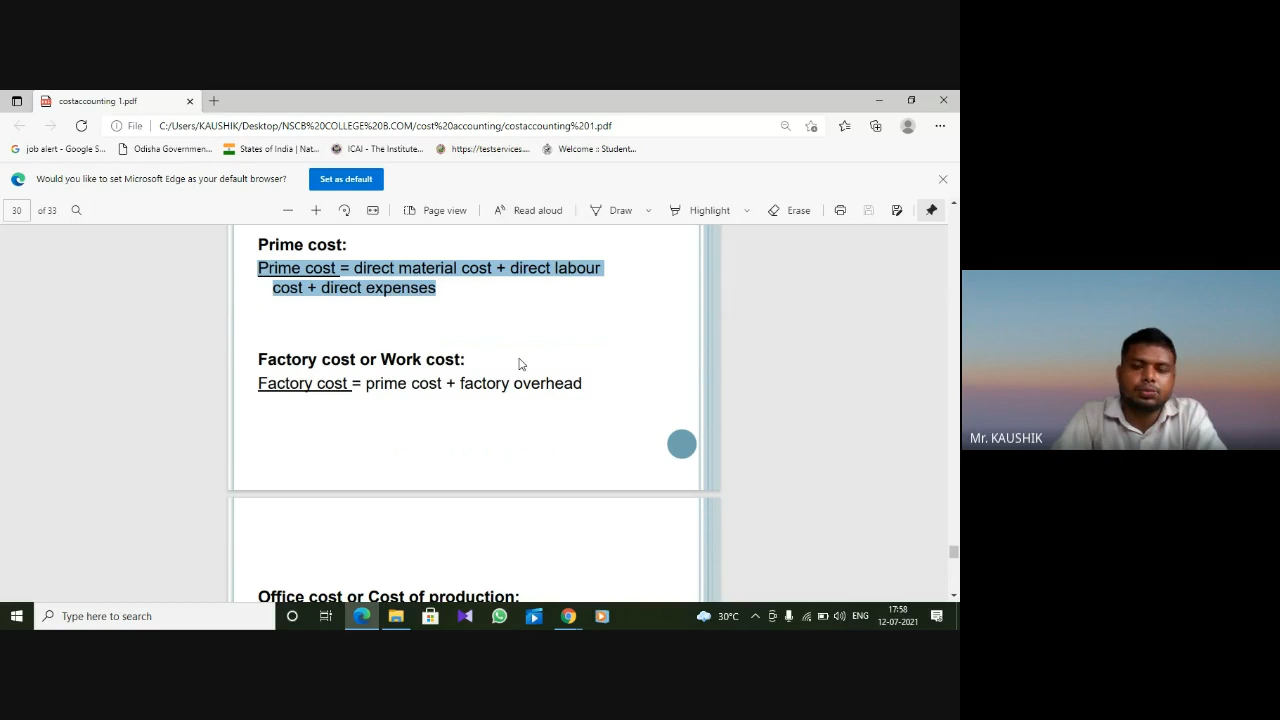 costaccounting 1.pdf
File C:/Users/KAUSHIK/Desktop/NSCB%20COLLEGE%20B.COM/cost%20accounting/costaccounting%201.pdf
job alert - Google S... Odisha Governmen... States of India | Nat... ICAI - The Institute... https://testservices.... Welcome :: Student...
Would you like to set Microsoft Edge as your default browser? Set as default
30 of 33 Page view Read aloud Draw Highlight Erase
Prime cost:
Prime cost = direct material cost + direct labour
cost + direct expenses
Factory cost or Work cost:
Factory cost = prime cost + factory overhead
Office cost or Cost of production:
Mr. KAUSHIK
Type here to search
30°C ENG
17:58
12-07-2021